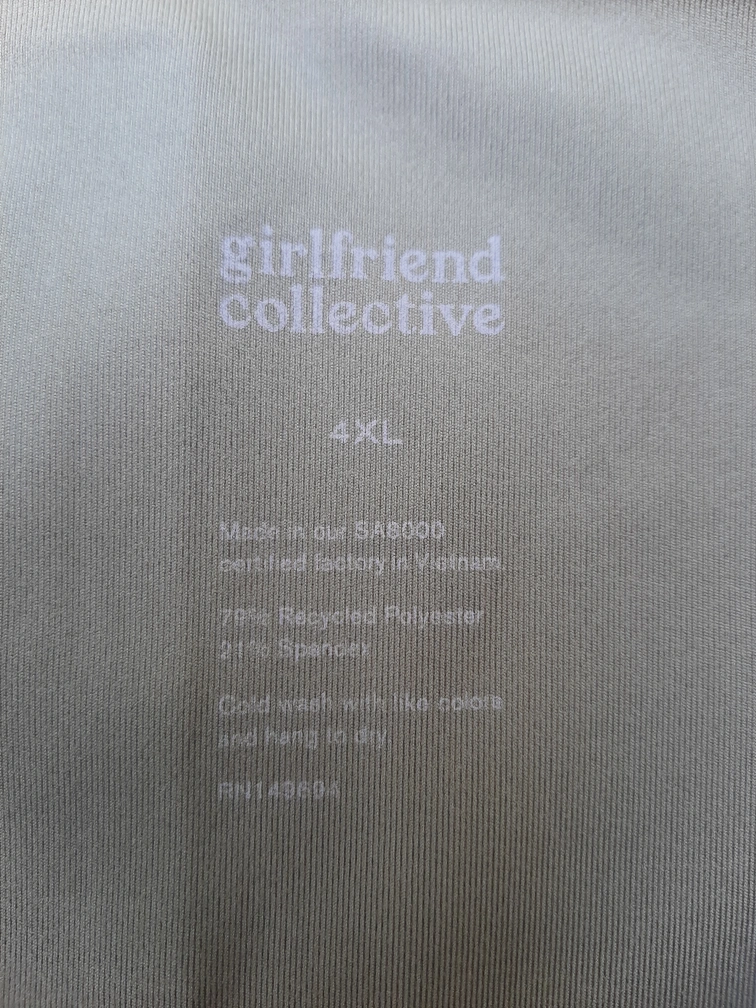 girlfriend
collective
4XL
Made in our SA8000
certified factory in Vietnam.
79% Recycled Polyester
21% Spandex
Cold wash with like colors
and hang to dry
RN149694